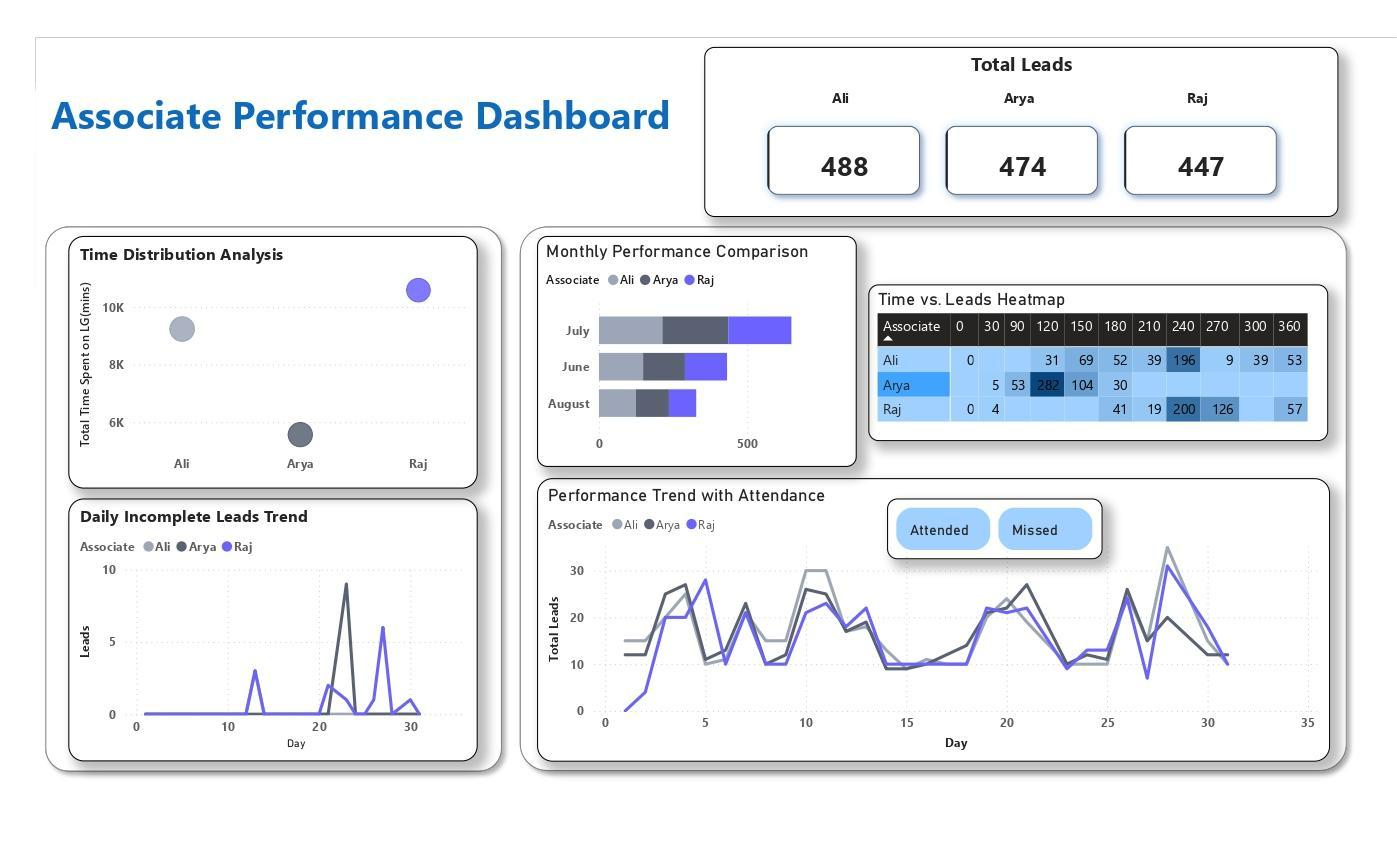 Associate Performance Dashboard
Total Leads
Ali Arya Raj
488 474 447
Time Distribution Analysis
Total Time Spent on LG(mins)
10K
8K
6K
Ali Arya Raj
Daily Incomplete Leads Trend
Associate Ali Arya Raj
Leads
10
5
0
0 10 20 30
Day
Monthly Performance Comparison
Associate Ali Arya Raj
July
June
August
0 500
Time vs. Leads Heatmap
Associate 0 30 90 120 150 180 210 240 270 300 360
Ali 0 31 69 52 39 196 9 39 53
Arya 5 53 282 104 30
Raj 0 4 41 19 200 126 57
Performance Trend with Attendance
Associate Ali Arya Raj
Attended Missed
Total Leads
30
20
10
0
0 5 10 15 20 25 30 35
Day